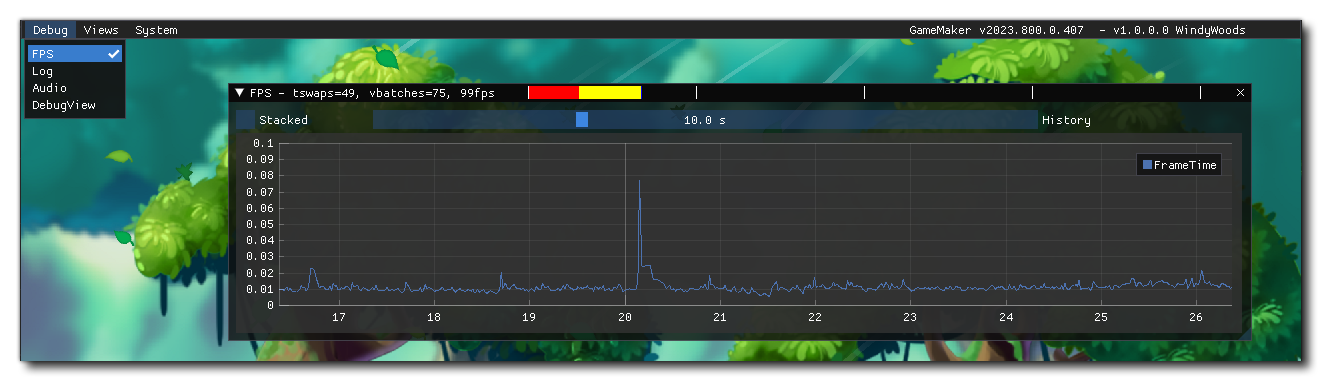 Debug Views System GameMaker v2023.800.0.407 - v1.0.0.0 WindyWoods
FPS
Log
Audio
DebugView
FPS - tswaps=49, vbatches=75, 99fps
Stacked 10.0 s History
0.1
0.09
FrameTime
0.08
0.07
0.06
0.05
0.04
0.03
0.02
0.01
0
17 18 19 20 21 22 23 24 25 26